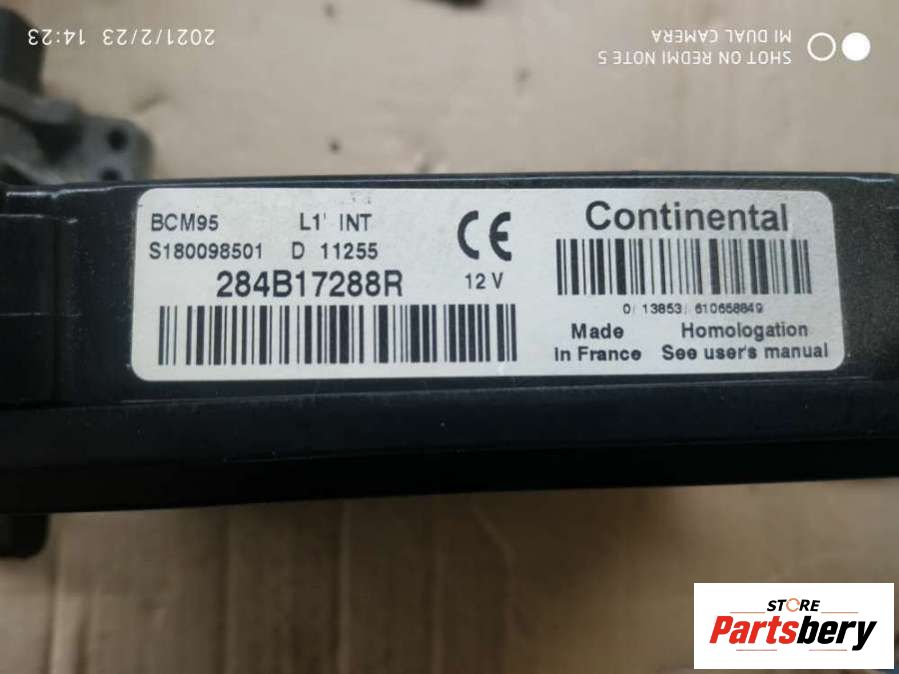 2021/2/23 14:23
SHOT ON REDMI NOTE 5
MI DUAL CAMERA
BCM95 L1' INT
S180098501 D 11255
284B17288R
12 V
CE
Continental
0/ 13853/ 610658849
Made
in France
Homologation
See user's manual
STORE
Partsbery